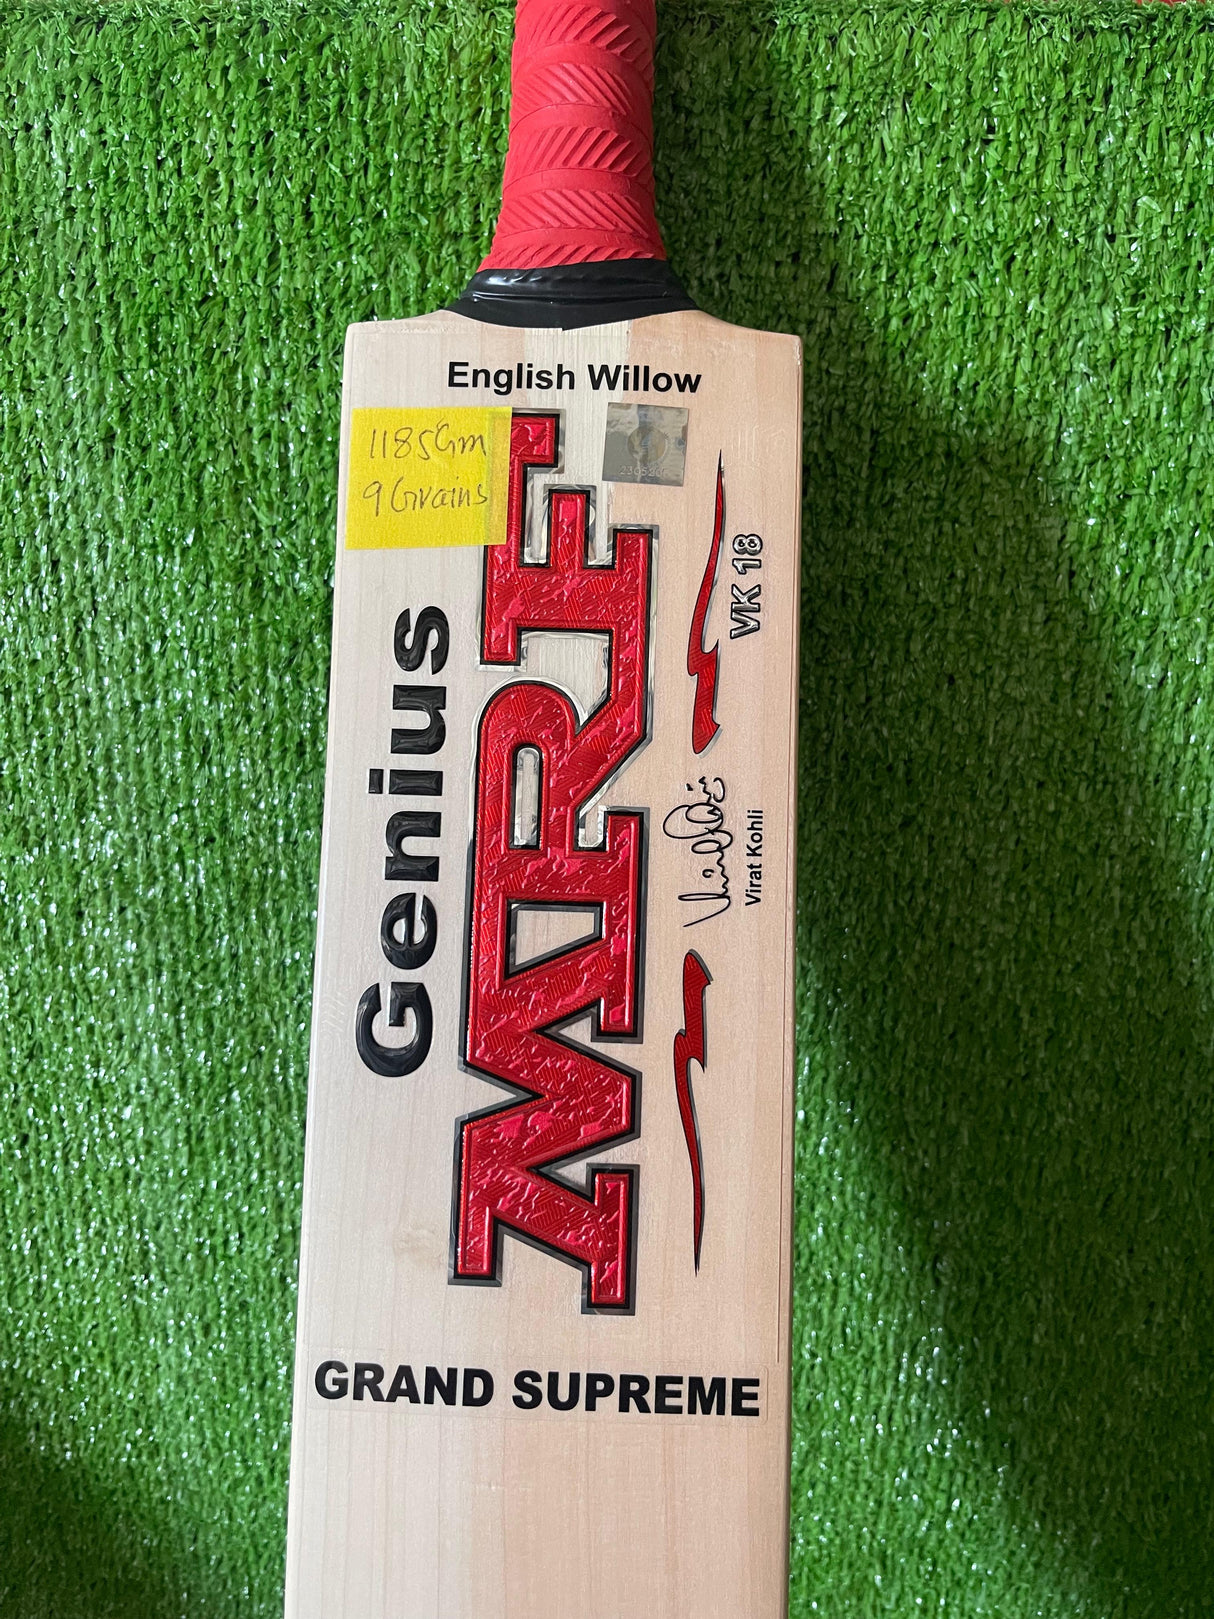 English Willow
1185Gm
9 Grains
Genius
MRF
VK 18
Virat Kohli
GRAND SUPREME